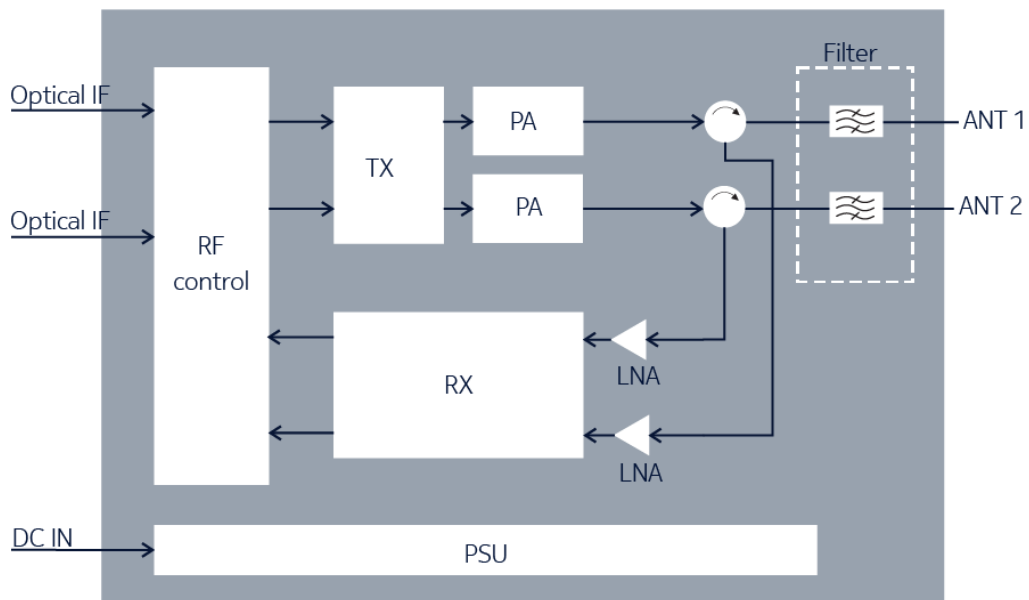 Filter
Optical IF
ANT 1
PA
TX
PA
ANT 2
Optical IF
RF
control
RX
LNA
LNA
DC IN
PSU